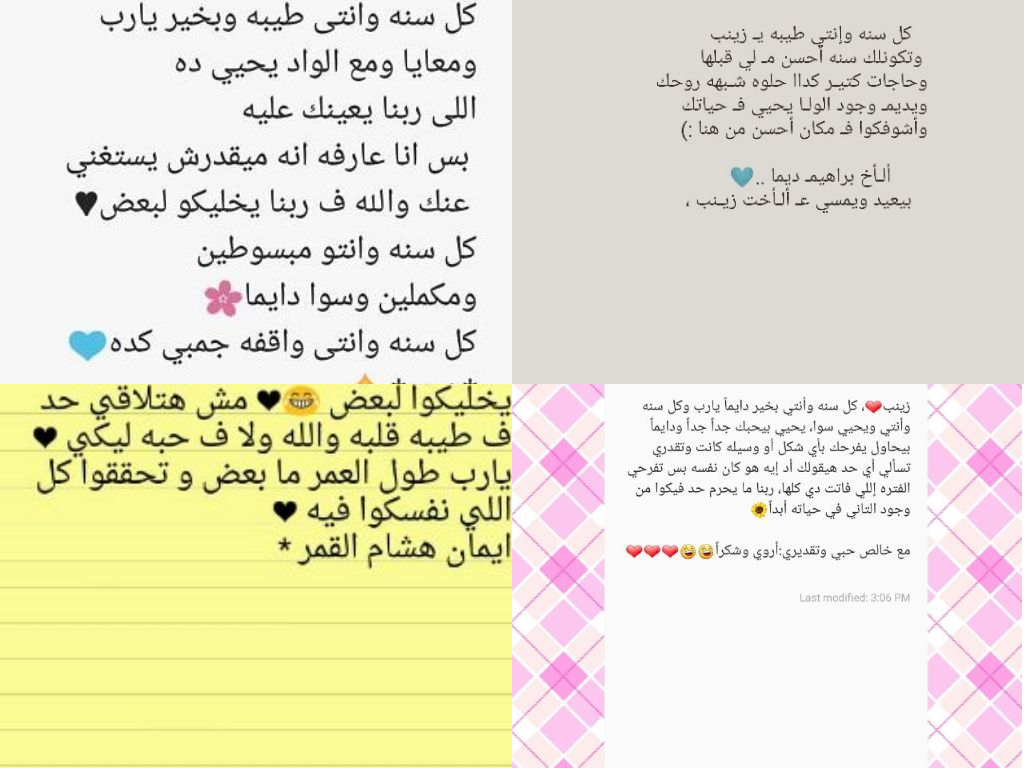 كل سنه وانتى طيبه وبخير يارب
ومعايا ومع الواد يحيي ده
اللى ربنا يعينك عليه
بس انا عارفه انه ميقدرش يستغني
عنك والله ف ربنا يخليكو لبعض♥
كل سنه وانتو مبسوطين
ومكملين وسوا دايما🌸
كل سنه وانتى واقفه جمبي كده💙
كل سنه وإنتي طيبه يـ زينب
وتكونلك سنه أحسن مـ لي قبلها
وحاجات كتيـر كداا حلوه شـبهه روحك
ويديمـ وجود الولـا يحيي فـ حياتك
وأشوفكوا فـ مكان أحسن من هنا :)
ألـأخ براهيمـ ديما ..💙
بيعيد ويمسي عـ ألـأخت زيـنب ،
يخليكوا لبعض 😁♥ مش هتلاقي حد
ف طيبه قلبه والله ولا ف حبه ليكي ♥
يارب طول العمر ما بعض و تحققوا كل
اللي نفسكوا فيه ♥
ايمان هشام القمر *
زينب❤، كل سنه وأنتي بخير دايماً يارب وكل سنه
وأنتي ويحيي سوا، يحيي بيحبك جداً جداً ودايماً
بيحاول يفرحك بأي شكل أو وسيله كانت وتقدري
تسألي أي حد هيقولك أد إيه هو كان نفسه بس تفرحي
الفتره إللي فاتت دي كلها، ربنا ما يحرم حد فيكوا من
وجود التاني في حياته أبداً🌻
مع خالص حبي وتقديري:أروي وشكراً😂😂❤❤❤
Last modified: 3:06 PM